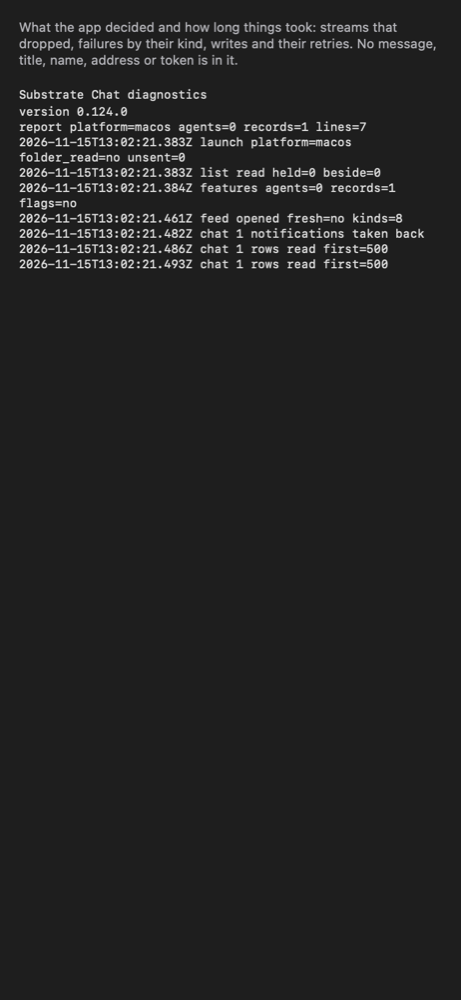 What the app decided and how long things took: streams that
dropped, failures by their kind, writes and their retries. No message,
title, name, address or token is in it.
Substrate Chat diagnostics
version 0.124.0
report platform=macos agents=0 records=1 lines=7
2026-11-15T13:02:21.383Z launch platform=macos
folder_read=no unsent=0
2026-11-15T13:02:21.383Z list read held=0 beside=0
2026-11-15T13:02:21.384Z features agents=0 records=1
flags=no
2026-11-15T13:02:21.461Z feed opened fresh=no kinds=8
2026-11-15T13:02:21.482Z chat 1 notifications taken back
2026-11-15T13:02:21.486Z chat 1 rows read first=500
2026-11-15T13:02:21.493Z chat 1 rows read first=500